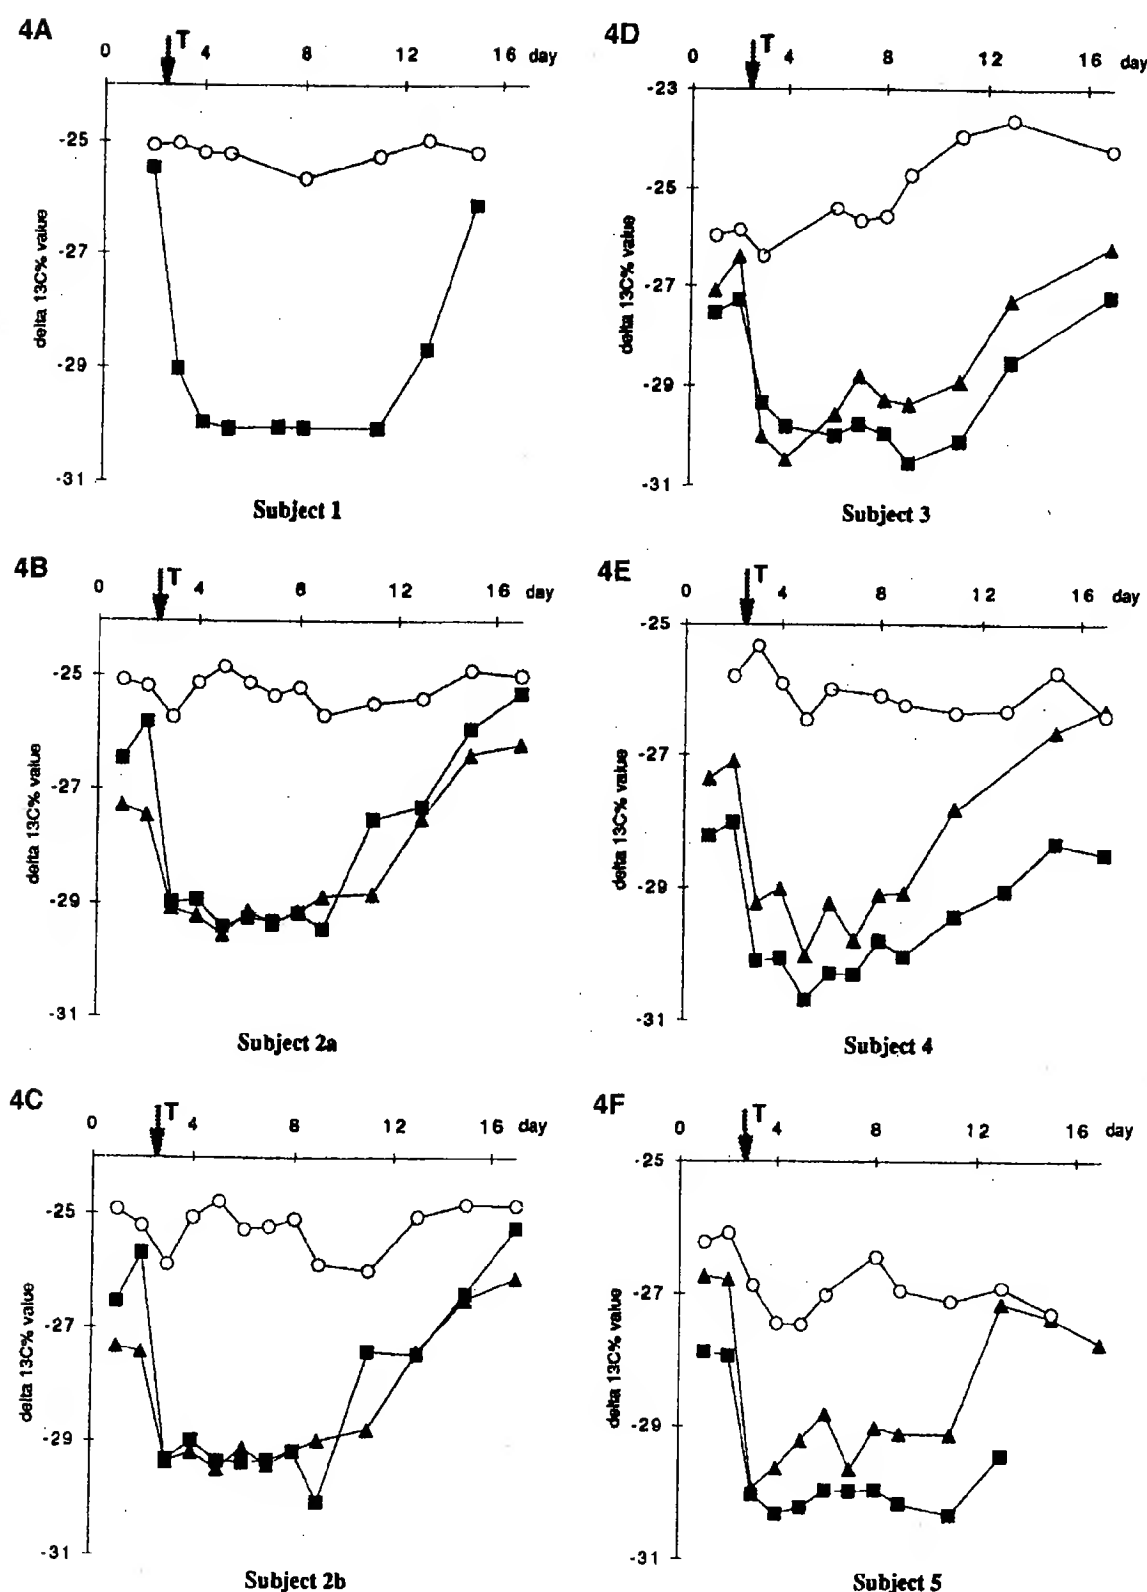 4A
0 T 4 8 12 16 day
-25
-27
-29
-31
delta 13C% value
Subject 1
4B
0 T 4 8 12 16 day
-25
-27
-29
-31
delta 13C% value
Subject 2a
4C
0 T 4 8 12 16 day
-25
-27
-29
-31
delta 13C% value
Subject 2b
4D
0 T 4 8 12 16 day
-23
-25
-27
-29
-31
delta 13C% value
Subject 3
4E
0 T 4 8 12 16 day
-25
-27
-29
-31
delta 13C% value
Subject 4
4F
0 T 4 8 12 16 day
-25
-27
-29
-31
delta 13C% value
Subject 5